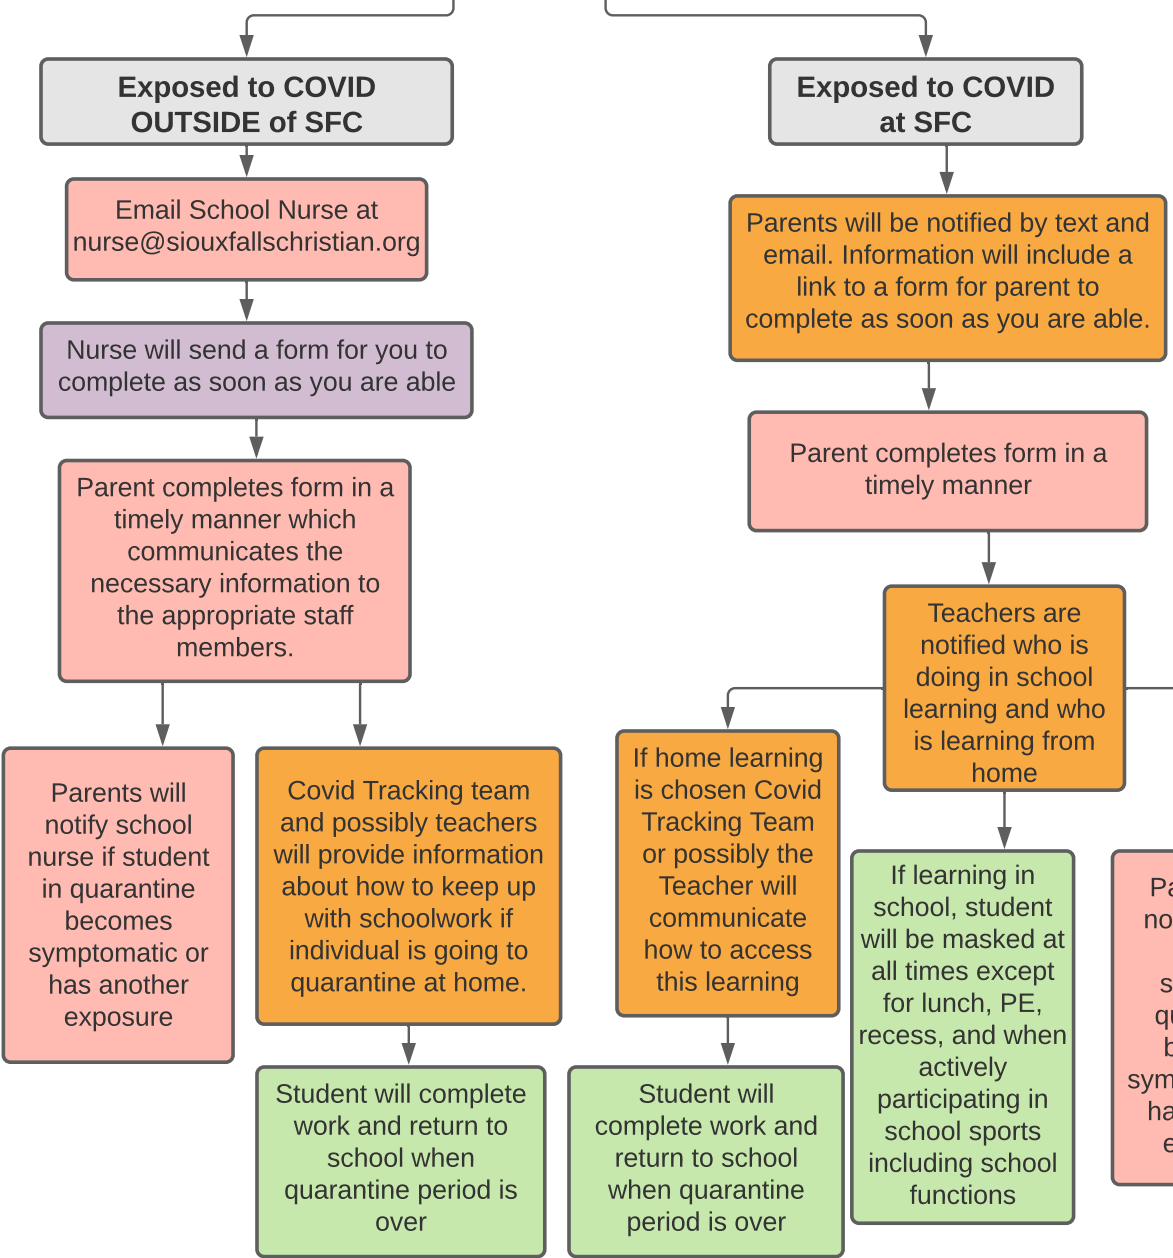 Exposed to COVID
OUTSIDE of SFC
Email School Nurse at
nurse@siouxfallschristian.org
Nurse will send a form for you to
complete as soon as you are able
Parent completes form in a
timely manner which
communicates the
necessary information to
the appropriate staff
members.
Parents will
notify school
nurse if student
in quarantine
becomes
symptomatic or
has another
exposure
Covid Tracking team
and possibly teachers
will provide information
about how to keep up
with schoolwork if
individual is going to
quarantine at home.
Student will complete
work and return to
school when
quarantine period is
over
Exposed to COVID
at SFC
Parents will be notified by text and
email. Information will include a
link to a form for parent to
complete as soon as you are able.
Parent completes form in a
timely manner
Teachers are
notified who is
doing in school
learning and who
is learning from
home
If home learning
is chosen Covid
Tracking Team
or possibly the
Teacher will
communicate
how to access
this learning
Student will
complete work and
return to school
when quarantine
period is over
If learning in
school, student
will be masked at
all times except
for lunch, PE,
recess, and when
actively
participating in
school sports
including school
functions